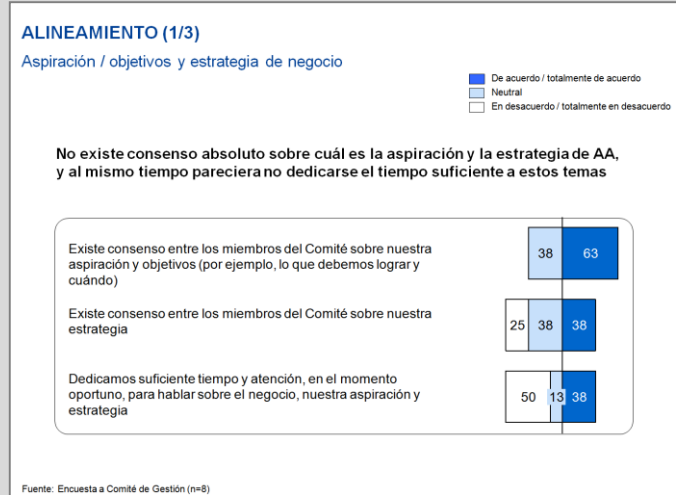 ALINEAMIENTO (1/3)
Aspiración / objetivos y estrategia de negocio
De acuerdo / totalmente de acuerdo
Neutral
En desacuerdo / totalmente en desacuerdo
No existe consenso absoluto sobre cuál es la aspiración y la estrategia de AA,
y al mismo tiempo pareciera no dedicarse el tiempo suficiente a estos temas
Existe consenso entre los miembros del Comité sobre nuestra
aspiración y objetivos (por ejemplo, lo que debemos lograr y
cuándo)
38 63
Existe consenso entre los miembros del Comité sobre nuestra
estrategia
25 38 38
Dedicamos suficiente tiempo y atención, en el momento
oportuno, para hablar sobre el negocio, nuestra aspiración y
estrategia
50 13 38
Fuente: Encuesta a Comité de Gestión (n=8)